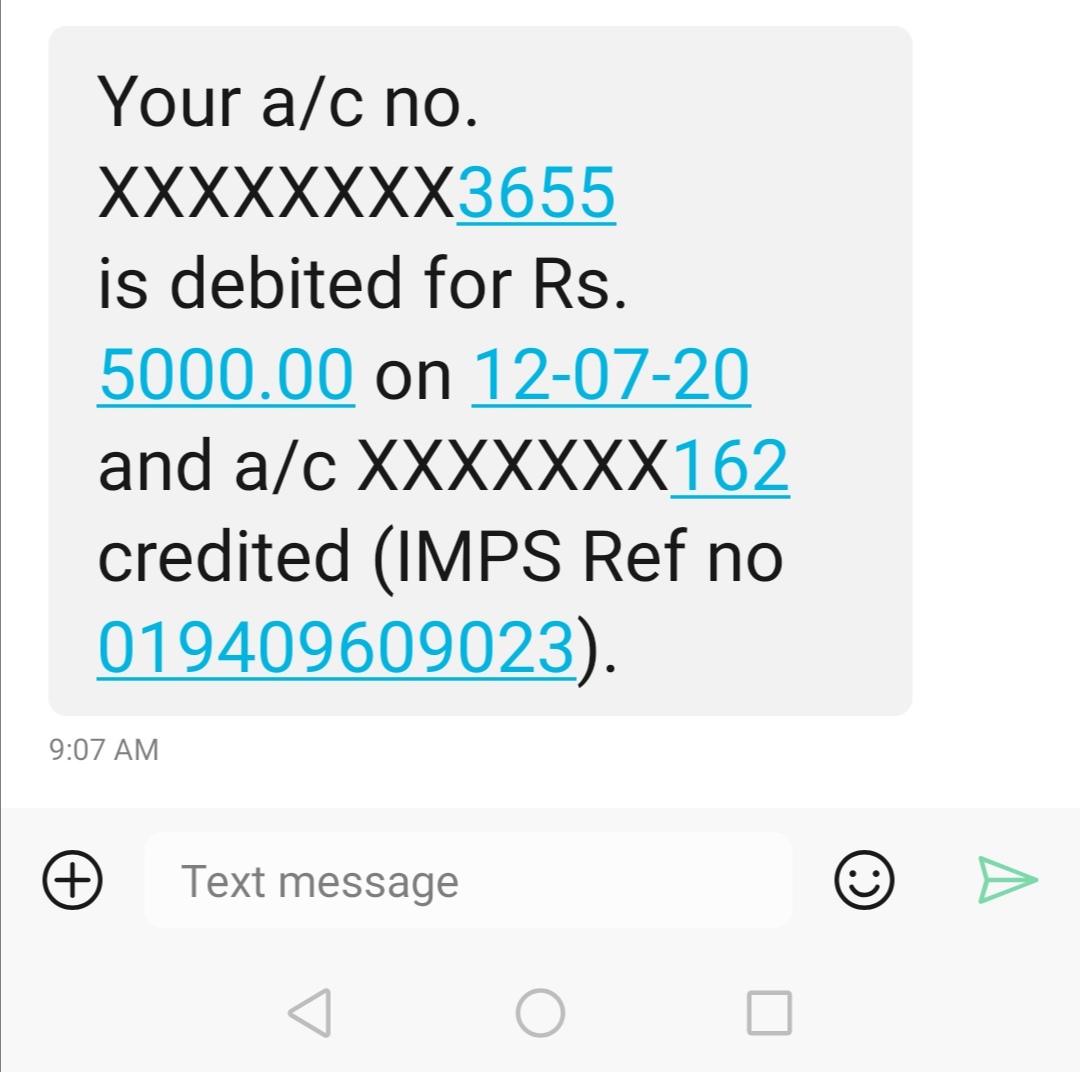 Your a/c no.
XXXXXXXX3655
is debited for Rs.
5000.00 on 12-07-20
and a/c XXXXXXX162
credited (IMPS Ref no
019409609023).
9:07 AM
Text message